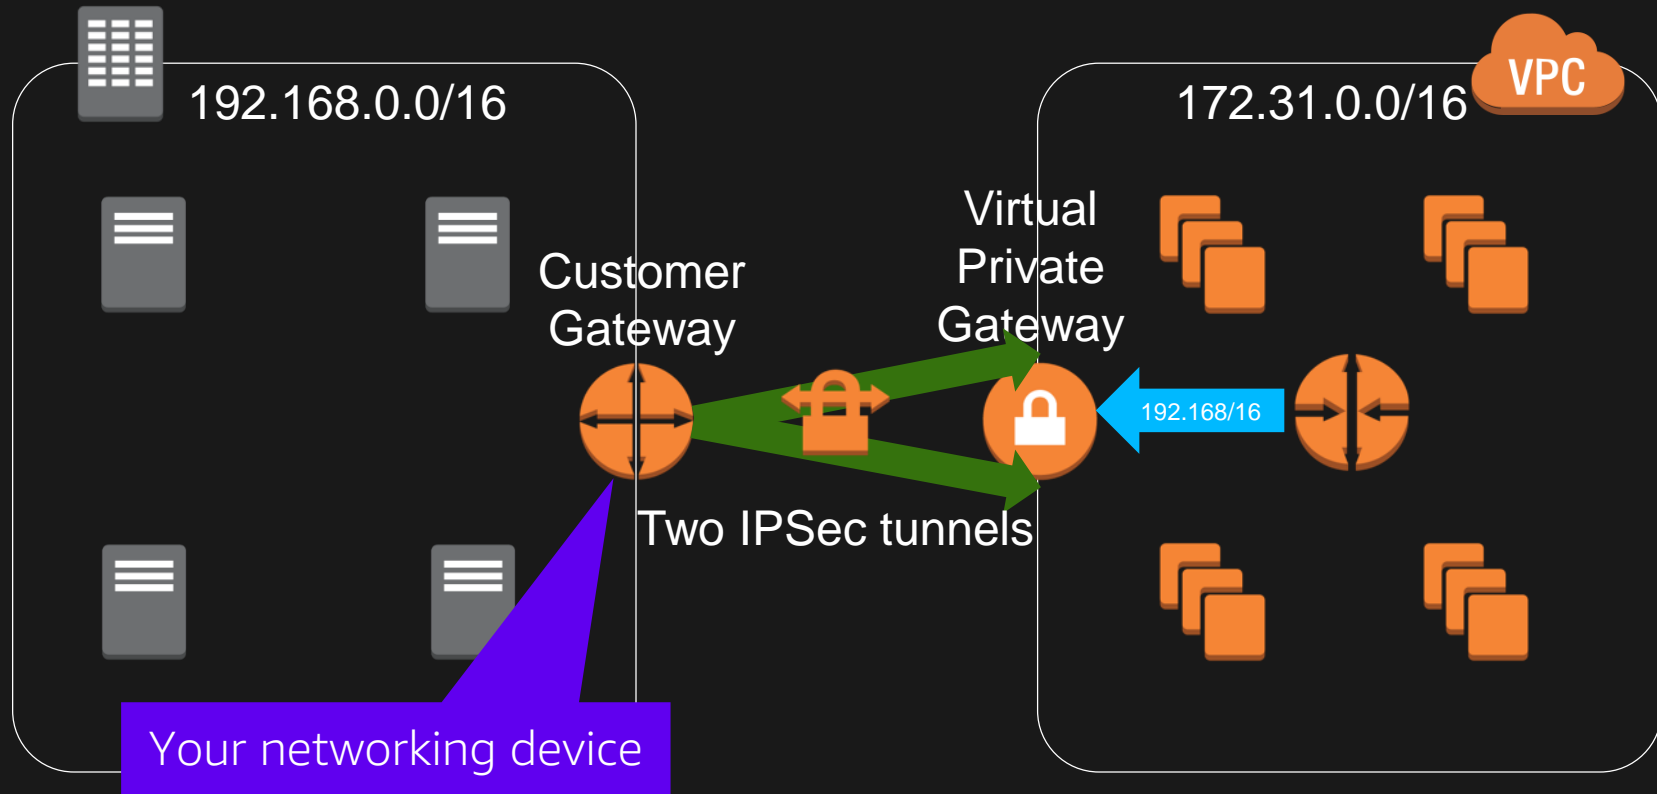 192.168.0.0/16
172.31.0.0/16
VPC
Customer
Gateway
Virtual
Private
Gateway
192.168/16
Two IPSec tunnels
Your networking device